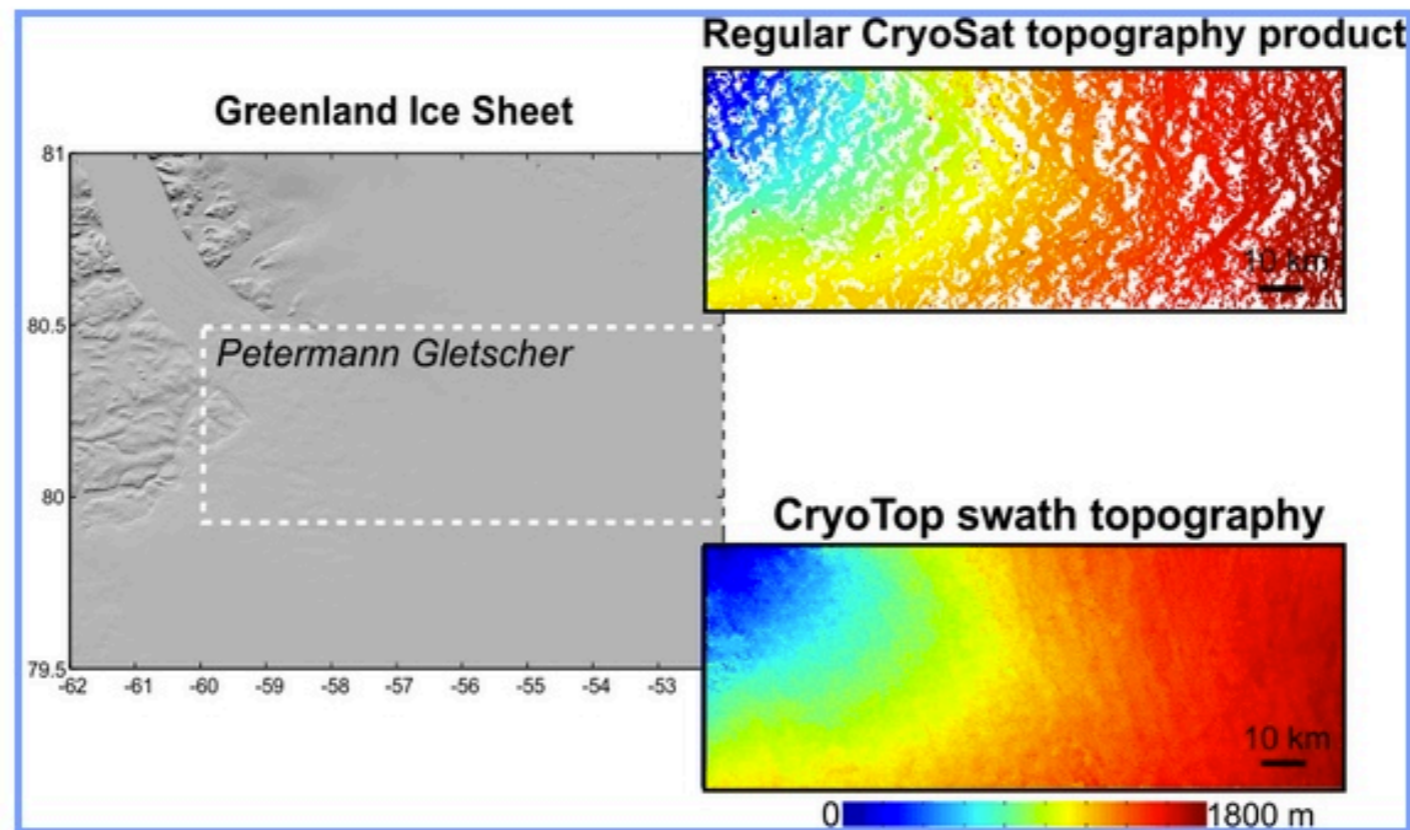 Regular CryoSat topography product
Greenland Ice Sheet
10 km
81
80.5
80
79.5
Petermann Gletscher
-62 -61 -60 -59 -58 -57 -56 -55 -54 -53
CryoTop swath topography
10 km
0 1800 m